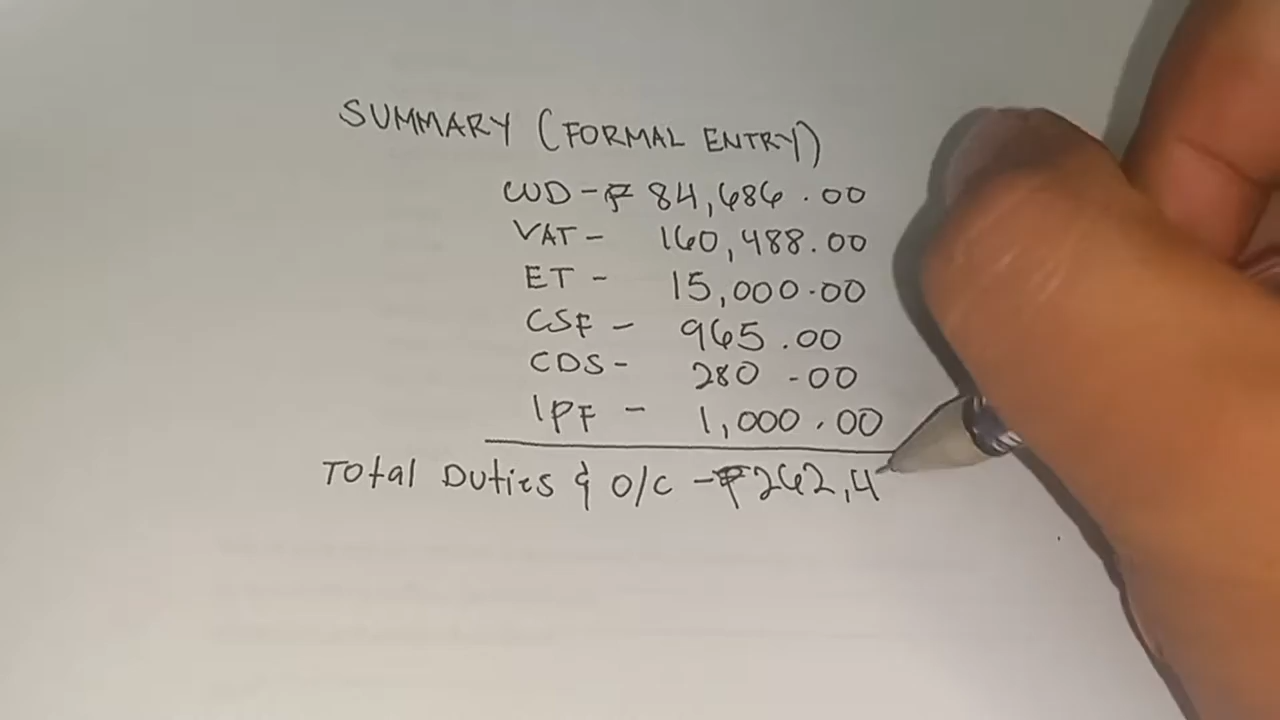 SUMMARY (FORMAL ENTRY)
CUD - ₱ 84,686.00
VAT - 160,488.00
ET - 15,000.00
CSF - 965.00
CDS - 280 -00
IPF - 1,000.00
Total Duties & O/C - ₱262,4